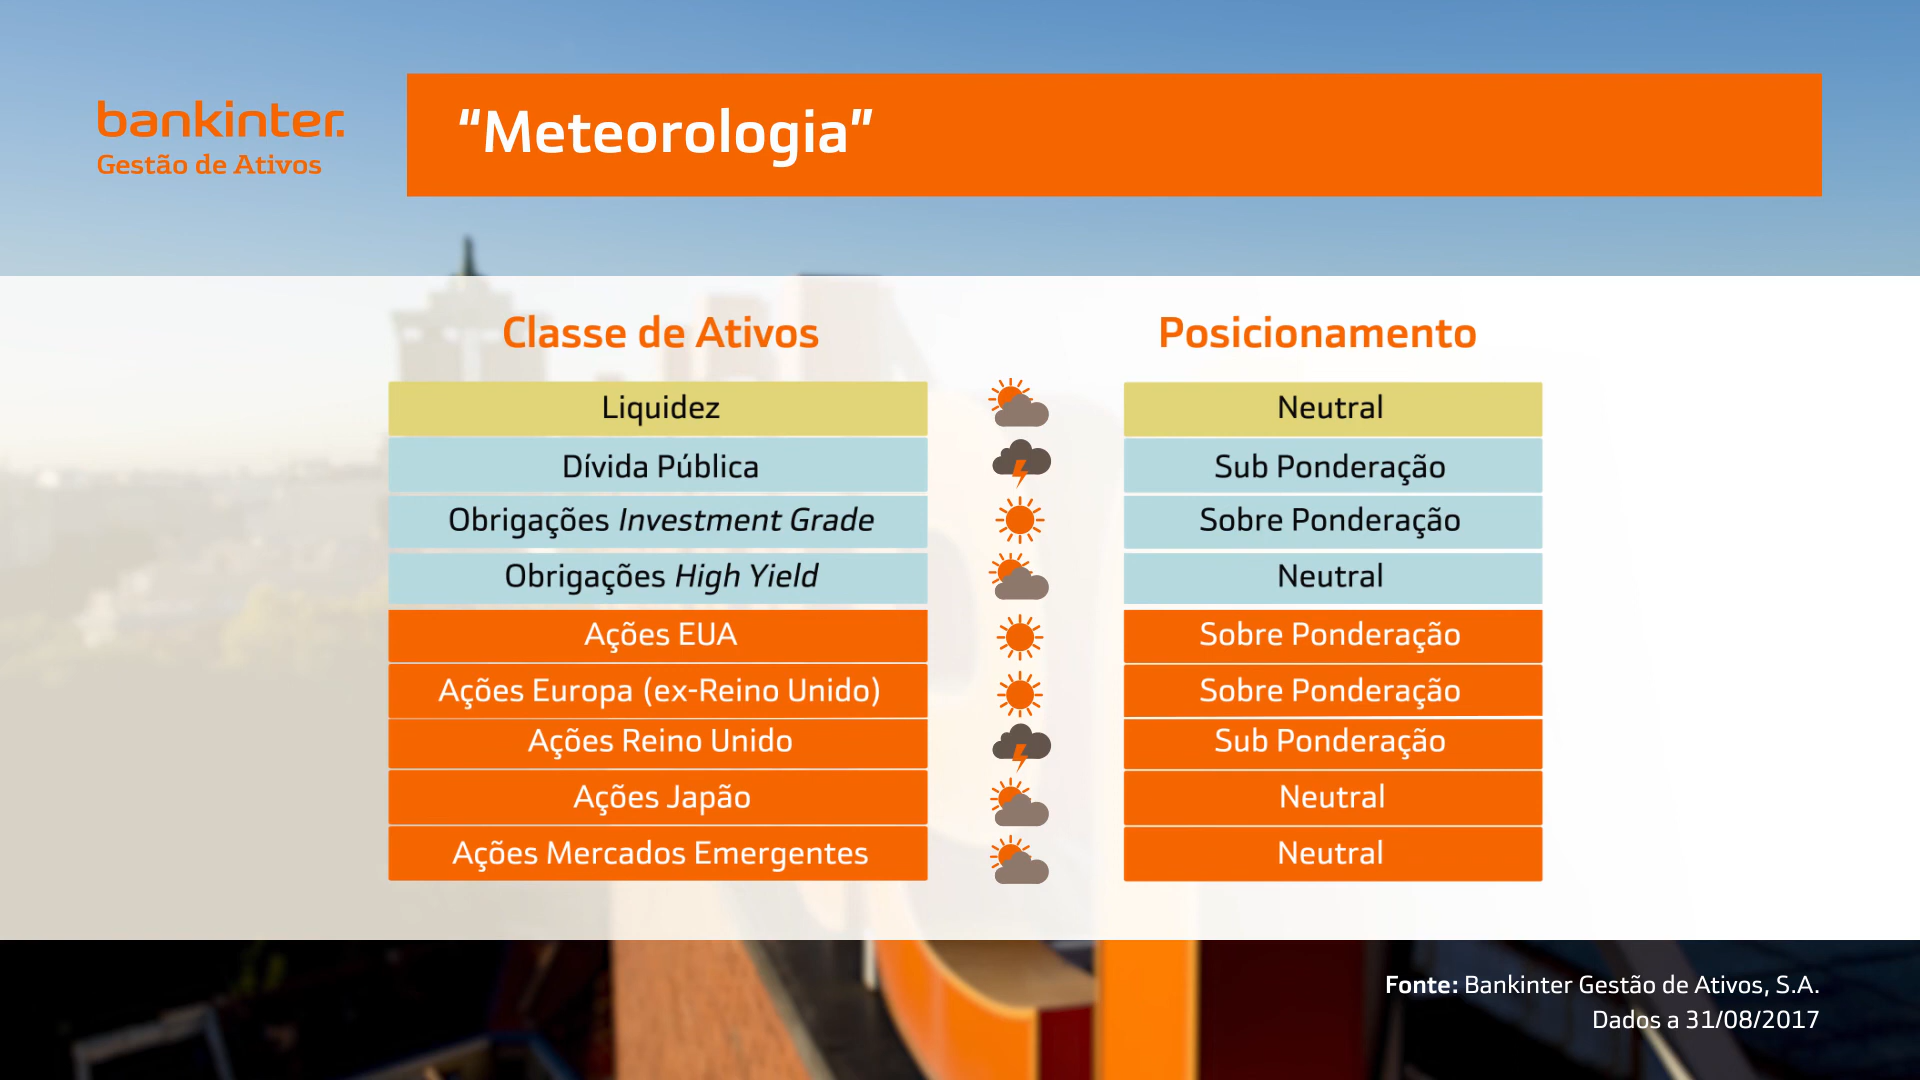 bankinter.
Gestão de Ativos
"Meteorologia"
Classe de Ativos
Posicionamento
Liquidez
Neutral
Dívida Pública
Sub Ponderação
Obrigações Investment Grade
Sobre Ponderação
Obrigações High Yield
Neutral
Ações EUA
Sobre Ponderação
Ações Europa (ex-Reino Unido)
Sobre Ponderação
Ações Reino Unido
Sub Ponderação
Ações Japão
Neutral
Ações Mercados Emergentes
Neutral
Fonte: Bankinter Gestão de Ativos, S.A.
Dados a 31/08/2017